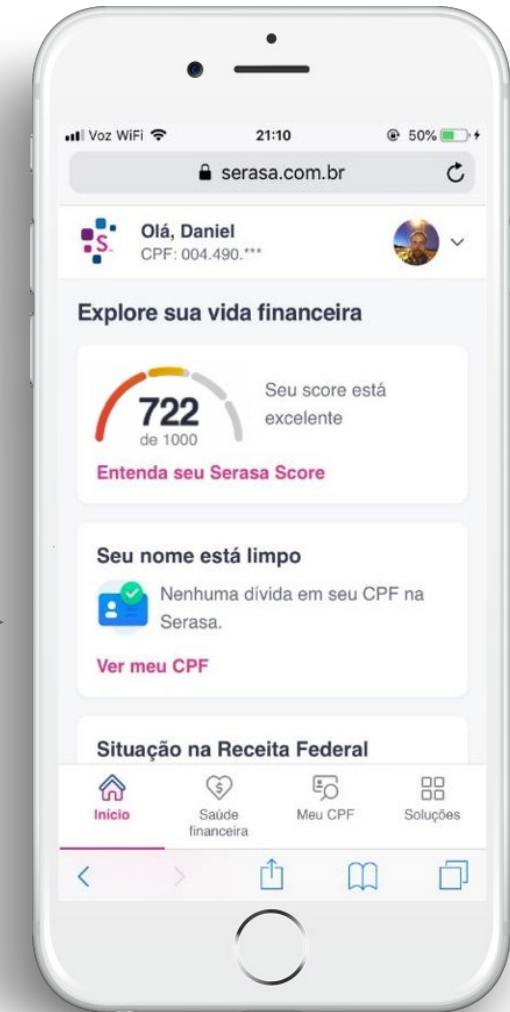 Voz WiFi 21:10 50%
serasa.com.br
S
Olá, Daniel
CPF: 004.490.***
Explore sua vida financeira
722
de 1000
Seu score está
excelente
Entenda seu Serasa Score
Seu nome está limpo
Nenhuma dívida em seu CPF na
Serasa.
Ver meu CPF
Situação na Receita Federal
Início
Saúde
financeira
Meu CPF
Soluções